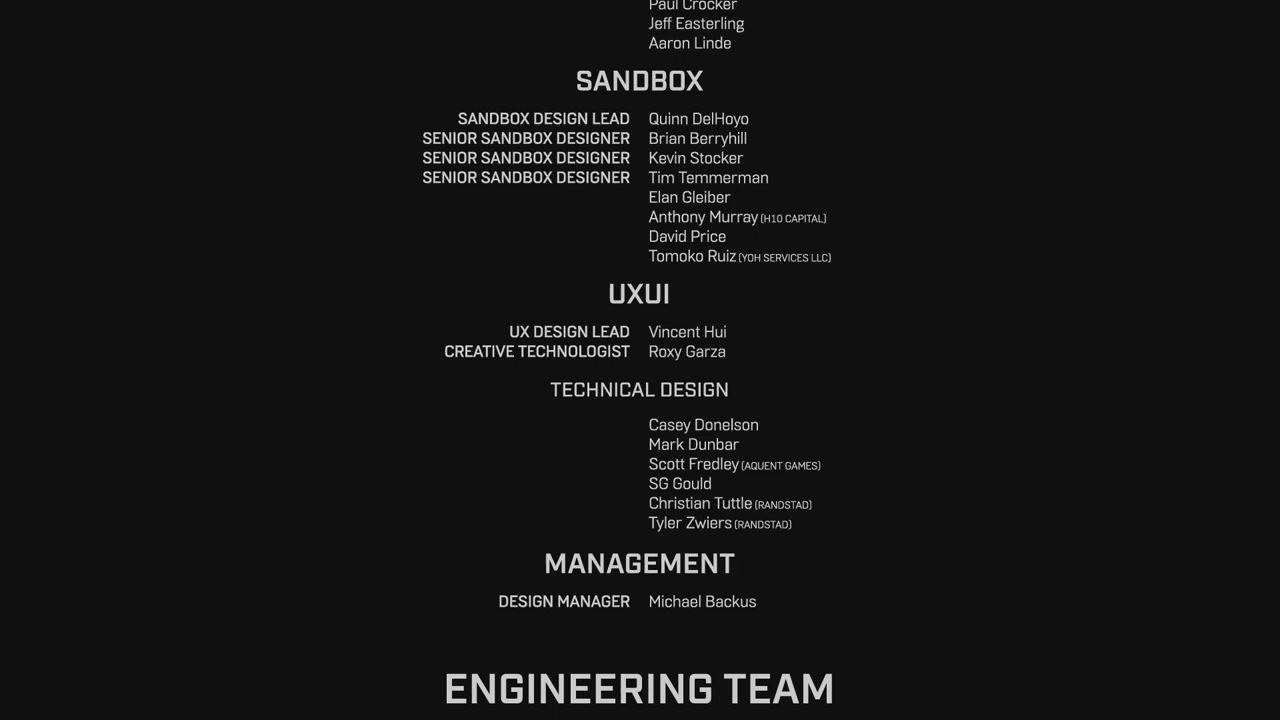 Paul Crocker
Jeff Easterling
Aaron Linde
SANDBOX
SANDBOX DESIGN LEAD Quinn DelHoyo
SENIOR SANDBOX DESIGNER Brian Berryhill
SENIOR SANDBOX DESIGNER Kevin Stocker
SENIOR SANDBOX DESIGNER Tim Temmerman
Elan Gleiber
Anthony Murray (H10 CAPITAL)
David Price
Tomoko Ruiz (YOH SERVICES LLC)
UXUI
UX DESIGN LEAD Vincent Hui
CREATIVE TECHNOLOGIST Roxy Garza
TECHNICAL DESIGN
Casey Donelson
Mark Dunbar
Scott Fredley (AQUENT GAMES)
SG Gould
Christian Tuttle (RANDSTAD)
Tyler Zwiers (RANDSTAD)
MANAGEMENT
DESIGN MANAGER Michael Backus
ENGINEERING TEAM